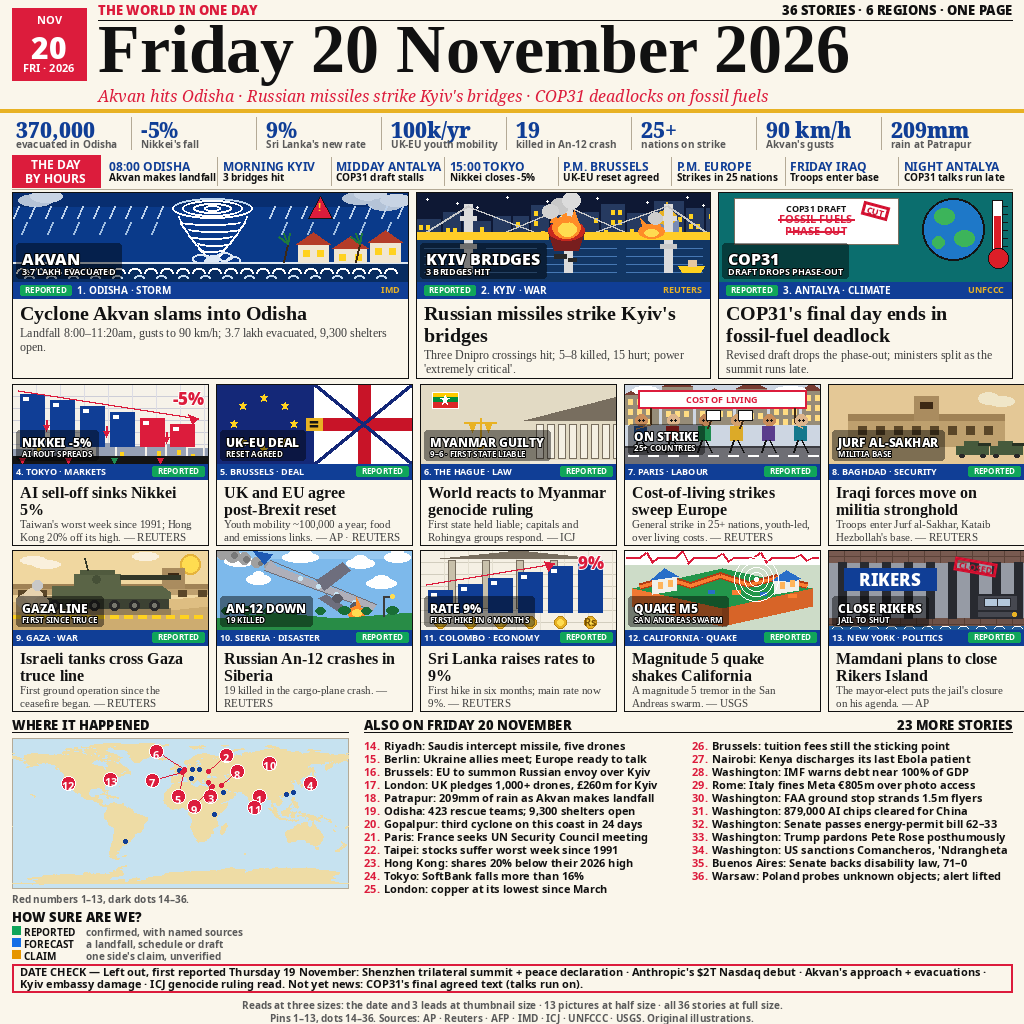 NOV
20
FRI · 2026
THE WORLD IN ONE DAY
36 STORIES · 6 REGIONS · ONE PAGE
Friday 20 November 2026
Akvan hits Odisha · Russian missiles strike Kyiv's bridges · COP31 deadlocks on fossil fuels
370,000
evacuated in Odisha
-5%
Nikkei's fall
9%
Sri Lanka's new rate
100k/yr
UK-EU youth mobility
19
killed in An-12 crash
25+
nations on strike
90 km/h
Akvan's gusts
209mm
rain at Patrapur
THE DAY
BY HOURS
08:00 ODISHA
Akvan makes landfall
MORNING KYIV
3 bridges hit
MIDDAY ANTALYA
COP31 draft stalls
15:00 TOKYO
Nikkei closes -5%
P.M. BRUSSELS
UK-EU reset agreed
P.M. EUROPE
Strikes in 25 nations
FRIDAY IRAQ
Troops enter base
NIGHT ANTALYA
COP31 talks run late
AKVAN
3.7 LAKH EVACUATED
REPORTED 1. ODISHA · STORM IMD
Cyclone Akvan slams into Odisha
Landfall 8:00–11:20am, gusts to 90 km/h; 3.7 lakh evacuated, 9,300 shelters
open.
KYIV BRIDGES
3 BRIDGES HIT
REPORTED 2. KYIV · WAR REUTERS
Russian missiles strike Kyiv's
bridges
Three Dnipro crossings hit; 5–8 killed, 15 hurt; power
'extremely critical'.
COP31 DRAFT
FOSSIL FUELS
PHASE-OUT
CUT
COP31
DRAFT DROPS PHASE-OUT
REPORTED 3. ANTALYA · CLIMATE UNFCCC
COP31's final day ends in
fossil-fuel deadlock
Revised draft drops the phase-out; ministers split as the
summit runs late.
-5%
NIKKEI -5%
AI ROUT SPREADS
4. TOKYO · MARKETS REPORTED
AI sell-off sinks Nikkei
5%
Taiwan's worst week since 1991; Hong
Kong 20% off its high. — REUTERS
UK–EU DEAL
RESET AGREED
5. BRUSSELS · DEAL REPORTED
UK and EU agree
post-Brexit reset
Youth mobility ~100,000 a year; food
and emissions links. — AP · REUTERS
MYANMAR GUILTY
9–6 · FIRST STATE LIABLE
6. THE HAGUE · LAW REPORTED
World reacts to Myanmar
genocide ruling
First state held liable; capitals and
Rohingya groups respond. — ICJ
COST OF LIVING
ON STRIKE
25+ COUNTRIES
7. PARIS · LABOUR REPORTED
Cost-of-living strikes
sweep Europe
General strike in 25+ nations, youth-led,
over living costs. — REUTERS
JURF AL-SAKHAR
MILITIA BASE
8. BAGHDAD · SECURITY REPORTED
Iraqi forces move on
militia stronghold
Troops enter Jurf al-Sakhar, Kataib
Hezbollah's base. — REUTERS
GAZA LINE
FIRST SINCE TRUCE
9. GAZA · WAR REPORTED
Israeli tanks cross Gaza
truce line
First ground operation since the
ceasefire began. — REUTERS
AN-12 DOWN
19 KILLED
10. SIBERIA · DISASTER REPORTED
Russian An-12 crashes in
Siberia
19 killed in the cargo-plane crash. —
REUTERS
9%
RATE 9%
FIRST HIKE IN 6 MONTHS
Rs
11. COLOMBO · ECONOMY REPORTED
Sri Lanka raises rates to
9%
First hike in six months; main rate now
9%. — REUTERS
QUAKE M5
SAN ANDREAS SWARM
12. CALIFORNIA · QUAKE REPORTED
Magnitude 5 quake
shakes California
A magnitude 5 tremor in the San
Andreas swarm. — USGS
RIKERS
CLOSED
CLOSE RIKERS
JAIL TO SHUT
13. NEW YORK · POLITICS REPORTED
Mamdani plans to close
Rikers Island
The mayor-elect puts the jail's closure
on his agenda. — AP
WHERE IT HAPPENED
6
2
10
12
13
7
8
4
5
3
1
9
11
Red numbers 1–13, dark dots 14–36.
HOW SURE ARE WE?
REPORTED confirmed, with named sources
FORECAST a landfall, schedule or draft
CLAIM one side's claim, unverified
ALSO ON FRIDAY 20 NOVEMBER
23 MORE STORIES
14. Riyadh: Saudis intercept missile, five drones
15. Berlin: Ukraine allies meet; Europe ready to talk
16. Brussels: EU to summon Russian envoy over Kyiv
17. London: UK pledges 1,000+ drones, £260m for Kyiv
18. Patrapur: 209mm of rain as Akvan makes landfall
19. Odisha: 423 rescue teams; 9,300 shelters open
20. Gopalpur: third cyclone on this coast in 24 days
21. Paris: France seeks UN Security Council meeting
22. Taipei: stocks suffer worst week since 1991
23. Hong Kong: shares 20% below their 2026 high
24. Tokyo: SoftBank falls more than 16%
25. London: copper at its lowest since March
26. Brussels: tuition fees still the sticking point
27. Nairobi: Kenya discharges its last Ebola patient
28. Washington: IMF warns debt near 100% of GDP
29. Rome: Italy fines Meta €805m over photo access
30. Washington: FAA ground stop strands 1.5m flyers
31. Washington: 879,000 AI chips cleared for China
32. Washington: Senate passes energy-permit bill 62–33
33. Washington: Trump pardons Pete Rose posthumously
34. Washington: US sanctions Comancheros, 'Ndrangheta
35. Buenos Aires: Senate backs disability law, 71–0
36. Warsaw: Poland probes unknown objects; alert lifted
DATE CHECK — Left out, first reported Thursday 19 November: Shenzhen trilateral summit + peace declaration · Anthropic's $2T Nasdaq debut · Akvan's approach + evacuations ·
Kyiv embassy damage · ICJ genocide ruling read. Not yet news: COP31's final agreed text (talks run on).
Reads at three sizes: the date and 3 leads at thumbnail size · 13 pictures at half size · all 36 stories at full size.
Pins 1–13, dots 14–36. Sources: AP · Reuters · AFP · IMD · ICJ · UNFCCC · USGS. Original illustrations.